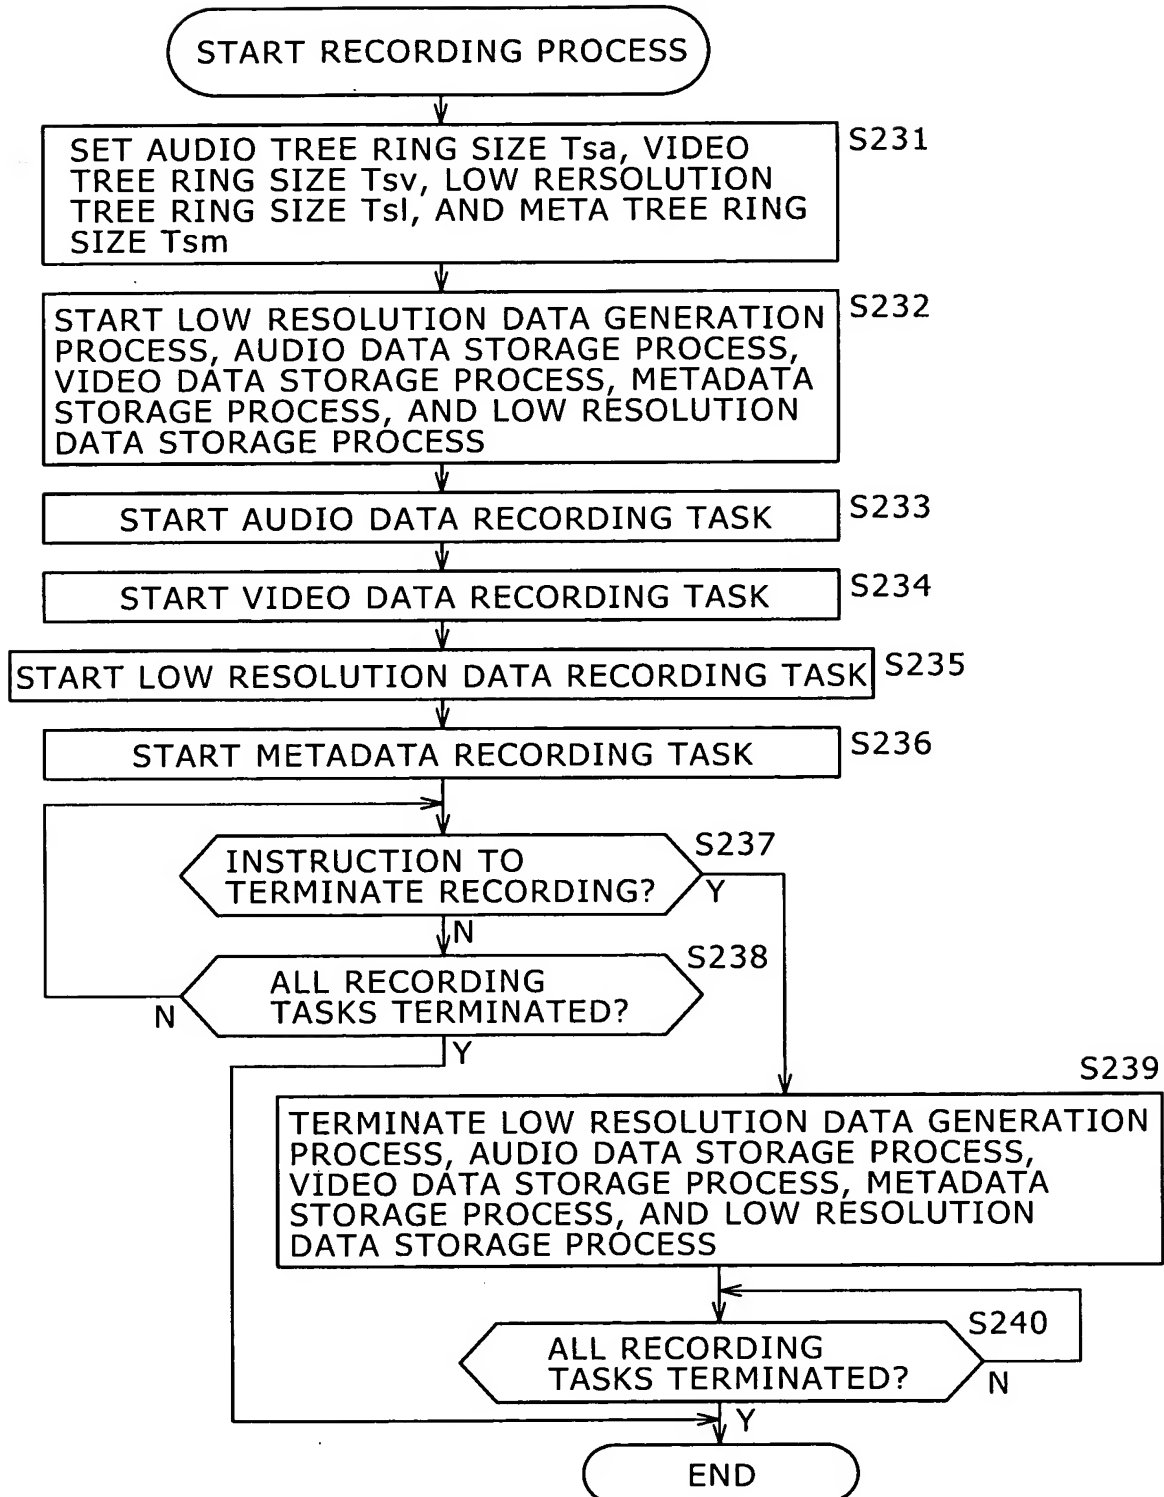 START RECORDING PROCESS
S231
SET AUDIO TREE RING SIZE Tsa, VIDEO
TREE RING SIZE Tsv, LOW RERSOLUTION
TREE RING SIZE Tsl, AND META TREE RING
SIZE Tsm
S232
START LOW RESOLUTION DATA GENERATION
PROCESS, AUDIO DATA STORAGE PROCESS,
VIDEO DATA STORAGE PROCESS, METADATA
STORAGE PROCESS, AND LOW RESOLUTION
DATA STORAGE PROCESS
START AUDIO DATA RECORDING TASK
S233
START VIDEO DATA RECORDING TASK
S234
START LOW RESOLUTION DATA RECORDING TASK
S235
START METADATA RECORDING TASK
S236
S237
INSTRUCTION TO
TERMINATE RECORDING?
Y
N
S238
ALL RECORDING
TASKS TERMINATED?
N
Y
S239
TERMINATE LOW RESOLUTION DATA GENERATION
PROCESS, AUDIO DATA STORAGE PROCESS,
VIDEO DATA STORAGE PROCESS, METADATA
STORAGE PROCESS, AND LOW RESOLUTION
DATA STORAGE PROCESS
S240
ALL RECORDING
TASKS TERMINATED?
N
Y
END